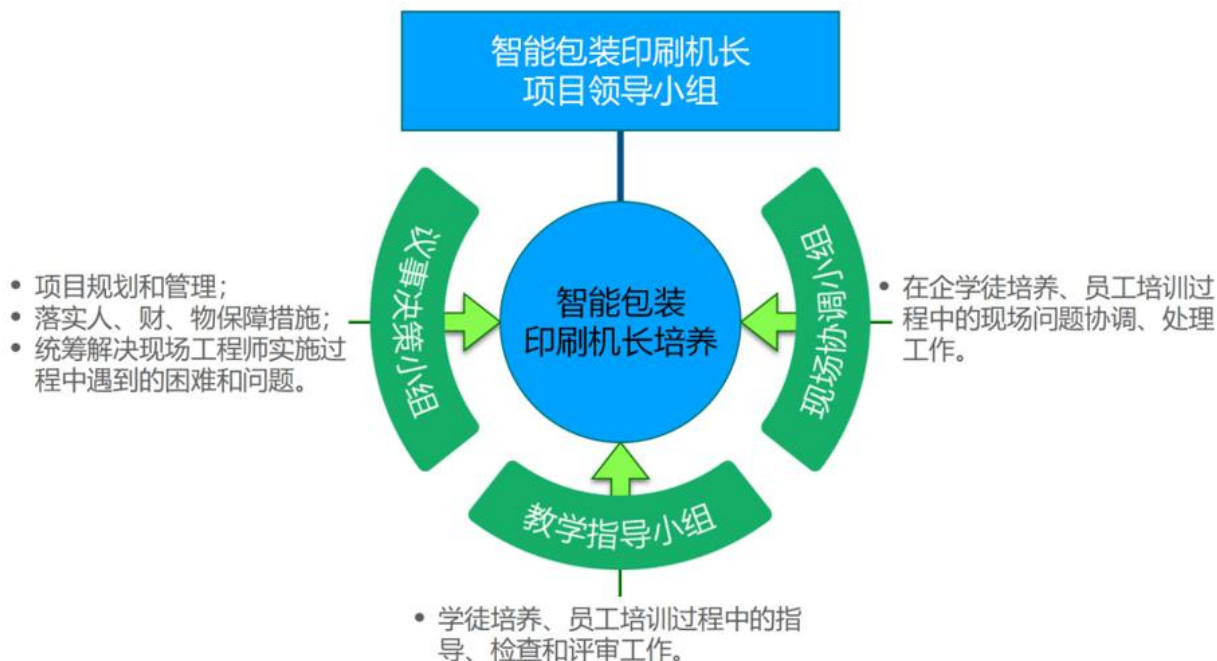 智能包装印刷机长
项目领导小组
议事决策小组
• 项目规划和管理；
• 落实人、财、物保障措施；
• 统筹解决现场工程师实施过
程中遇到的困难和问题。
智能包装
印刷机长培养
现场协调小组
• 在企学徒培养、员工培训过
程中的现场问题协调、处理
工作。
教学指导小组
• 学徒培养、员工培训过程中的指
导、检查和评审工作。